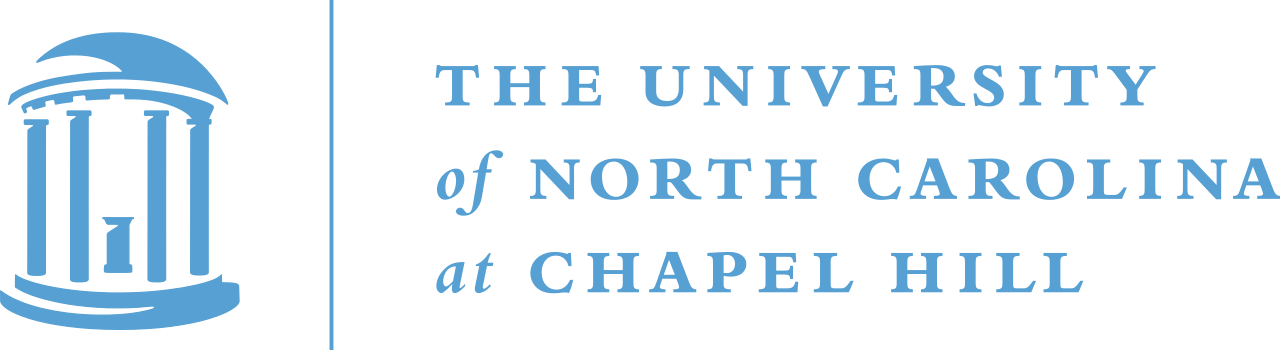 THE UNIVERSITY
of NORTH CAROLINA
at CHAPEL HILL